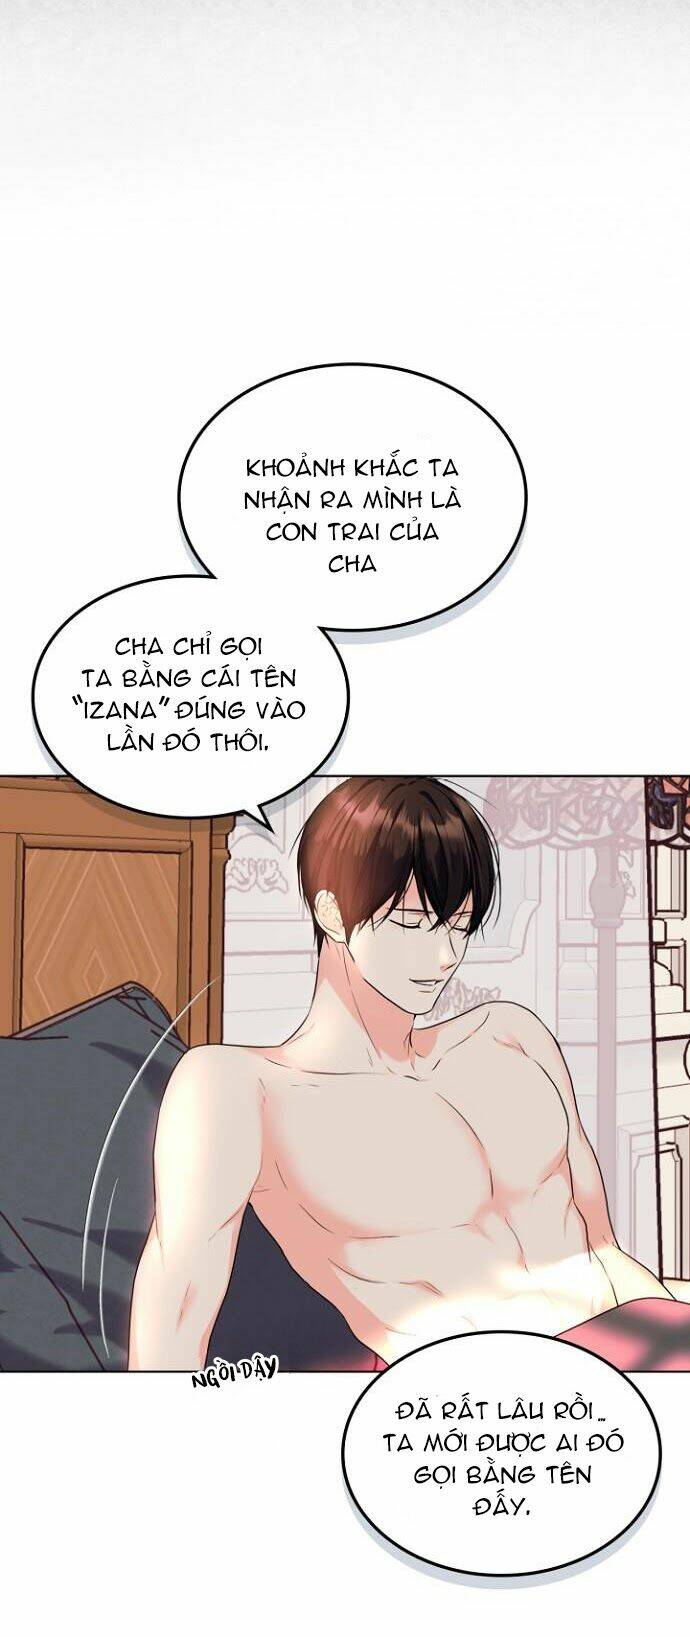 KHOẢNH KHẮC TA
NHẬN RA MÌNH LÀ
CON TRAI CỦA
CHA
CHA CHỈ GỌI
TA BẰNG CÁI TÊN
"IZANA" ĐÚNG VÀO
LẦN ĐÓ THÔI.
NGỒI DẬY
ĐÃ RẤT LÂU RỒI...
TA MỚI ĐƯỢC AI ĐÓ
GỌI BẰNG TÊN
ĐẤY.